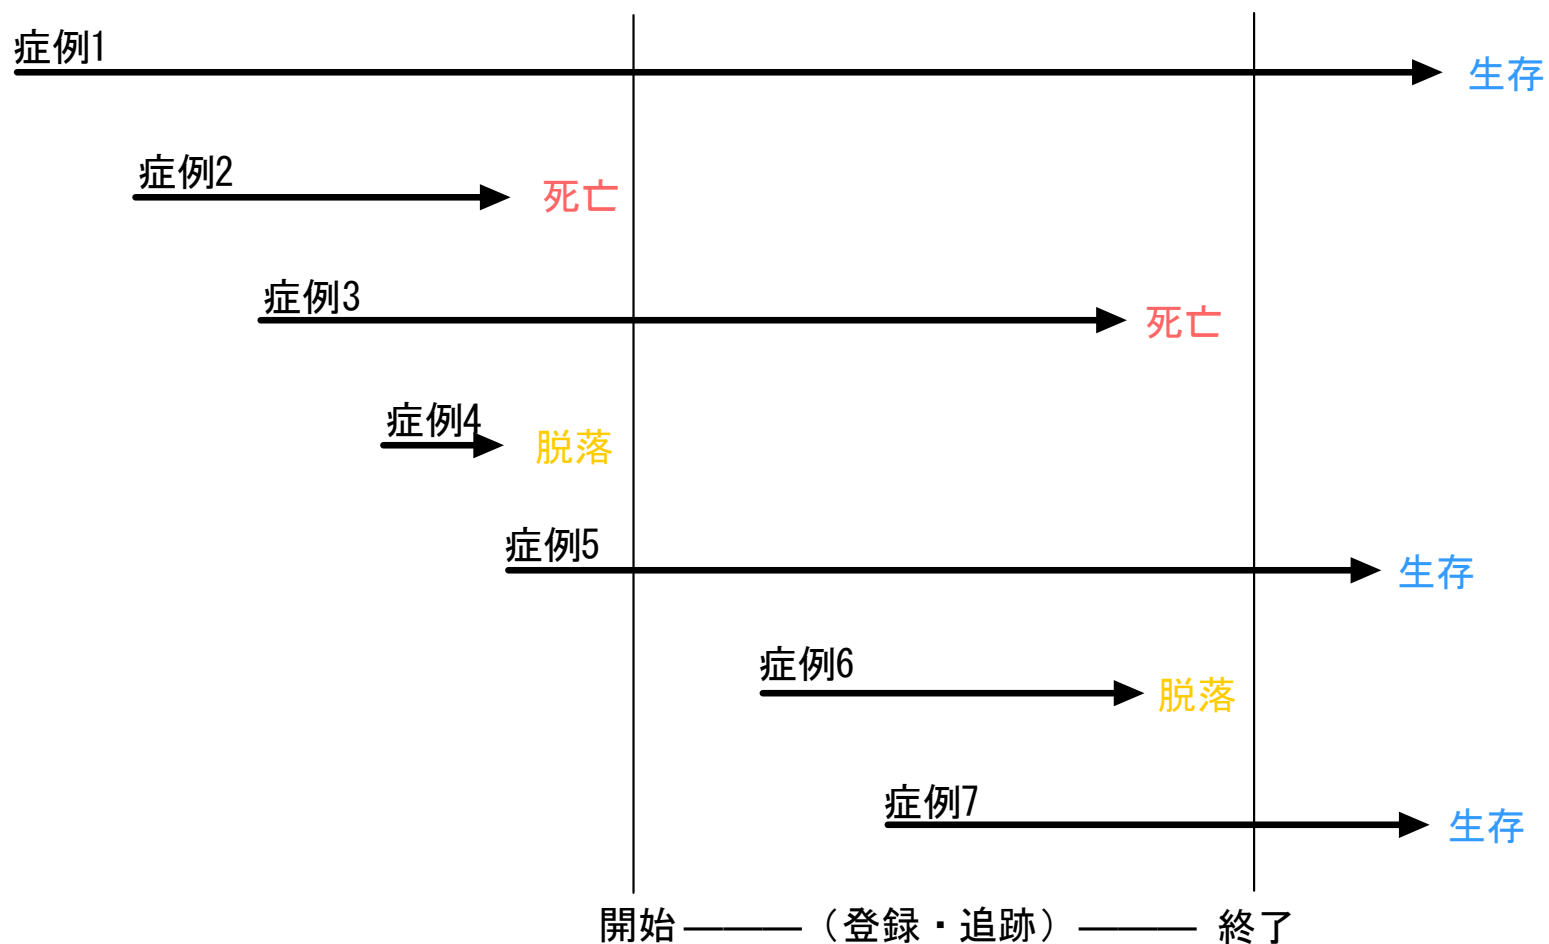 症例1
生存
症例2
死亡
症例3
死亡
症例4
脱落
症例5
生存
症例6
脱落
症例7
生存
開始―――（登録・追跡）―――終了